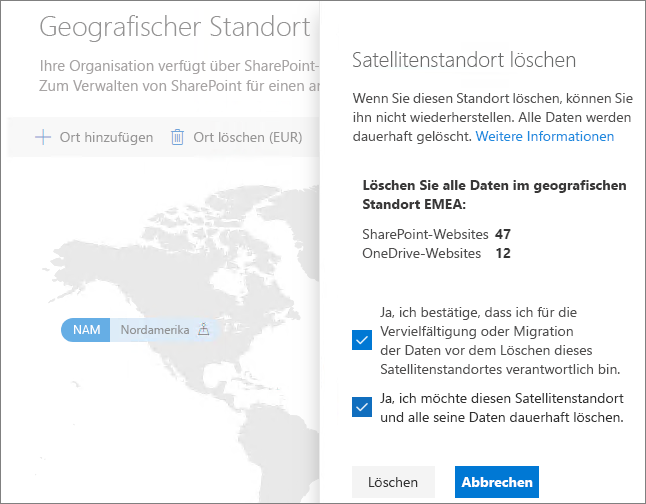 Geografischer Standort
Ihre Organisation verfügt über SharePoint-
Zum Verwalten von SharePoint für einen an
Ort hinzufügen Ort löschen (EUR)
NAM Nordamerika
Satellitenstandort löschen
Wenn Sie diesen Standort löschen, können Sie
ihn nicht wiederherstellen. Alle Daten werden
dauerhaft gelöscht. Weitere Informationen
Löschen Sie alle Daten im geografischen
Standort EMEA:
SharePoint-Websites 47
OneDrive-Websites 12
Ja, ich bestätige, dass ich für die
Vervielfältigung oder Migration
der Daten vor dem Löschen dieses
Satellitenstandortes verantwortlich bin.
Ja, ich möchte diesen Satellitenstandort
und alle seine Daten dauerhaft löschen.
Löschen Abbrechen